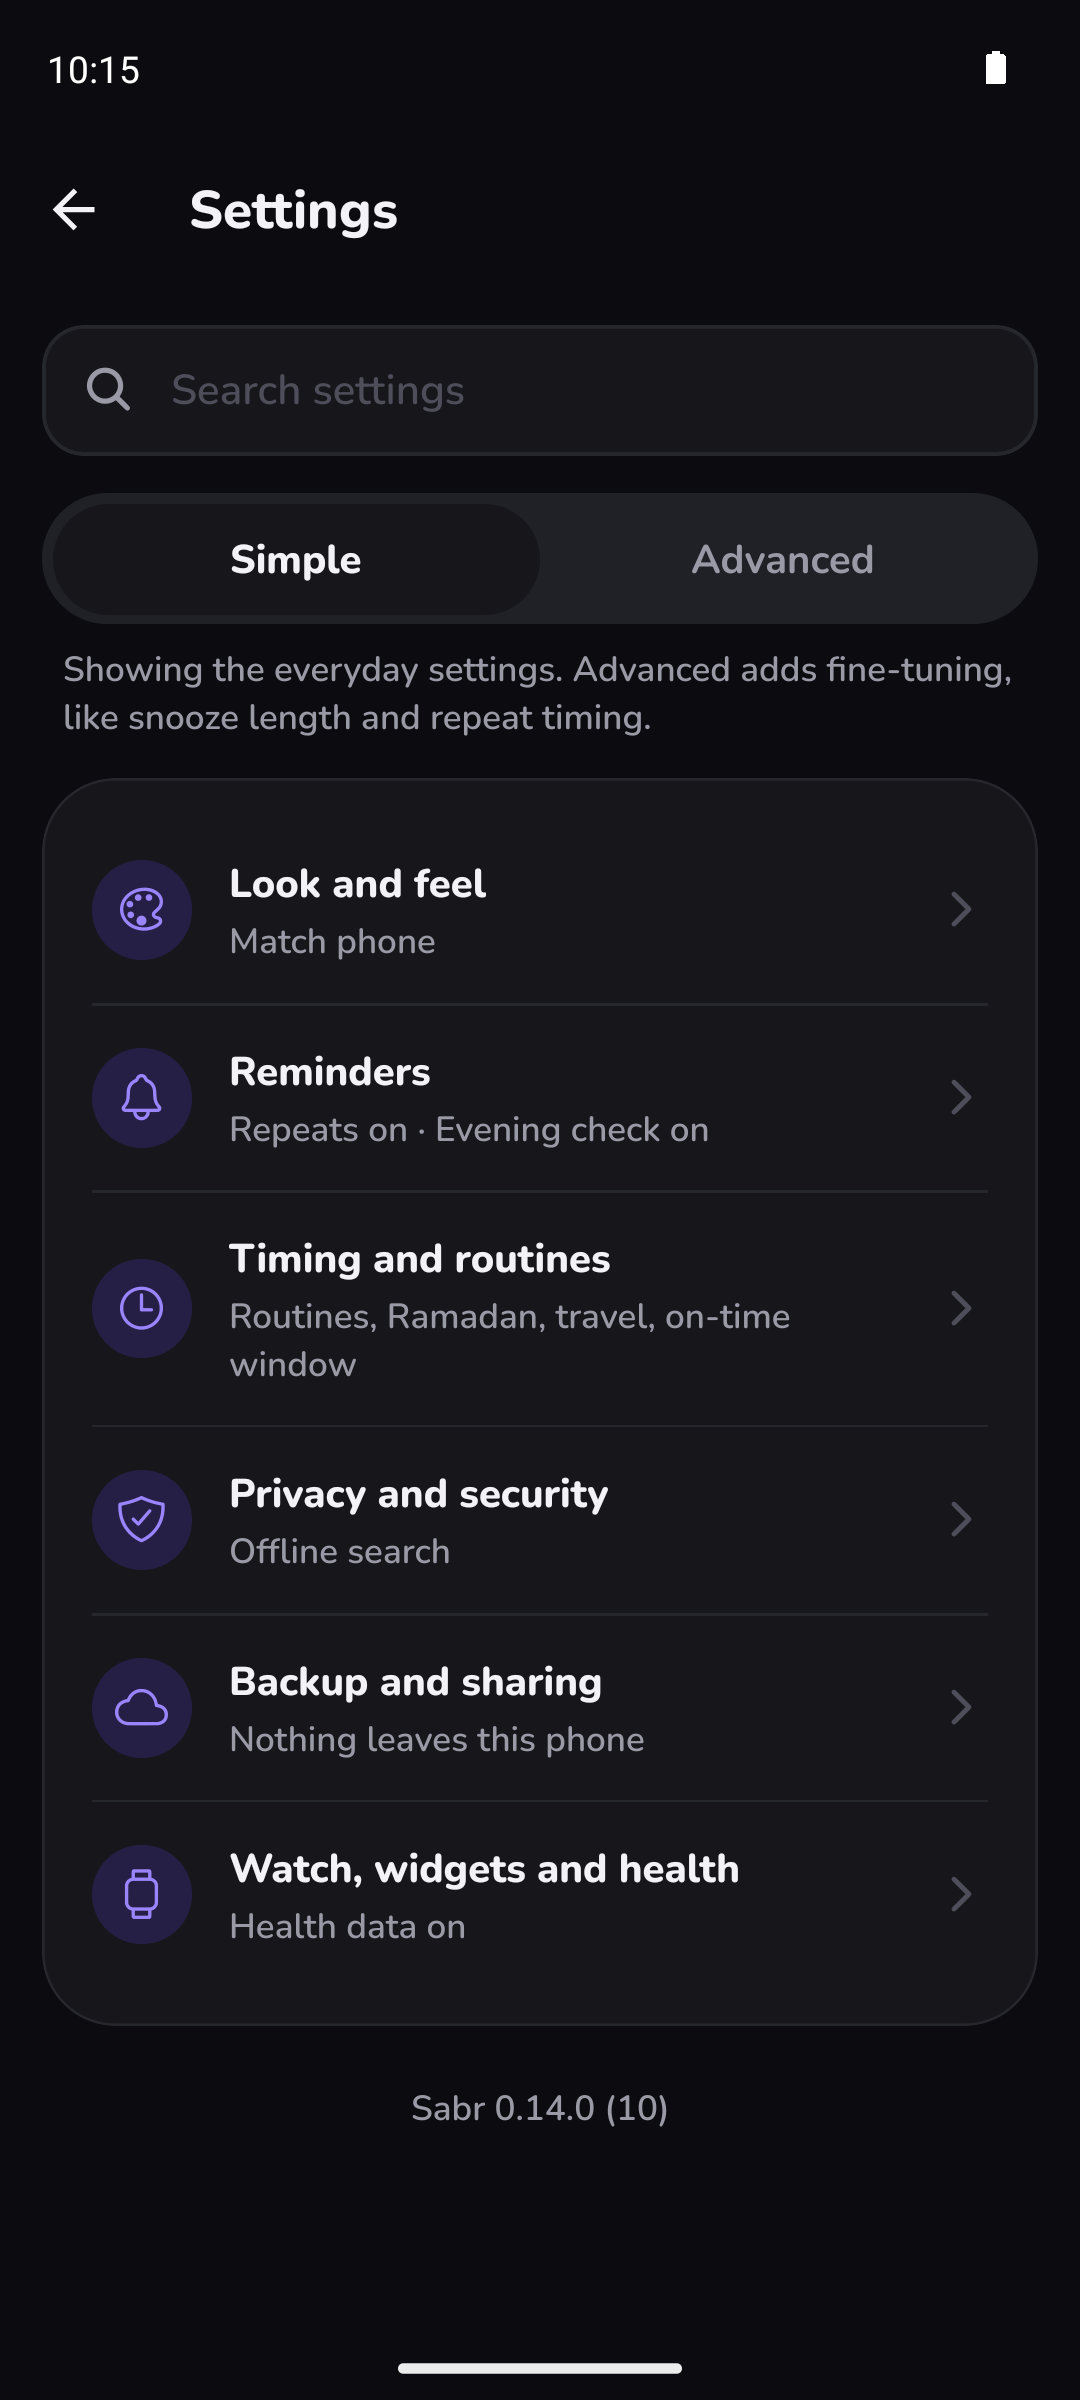 10:15
Settings
Search settings
Simple
Advanced
Showing the everyday settings. Advanced adds fine-tuning,
like snooze length and repeat timing.
Look and feel
Match phone
Reminders
Repeats on · Evening check on
Timing and routines
Routines, Ramadan, travel, on-time
window
Privacy and security
Offline search
Backup and sharing
Nothing leaves this phone
Watch, widgets and health
Health data on
Sabr 0.14.0 (10)